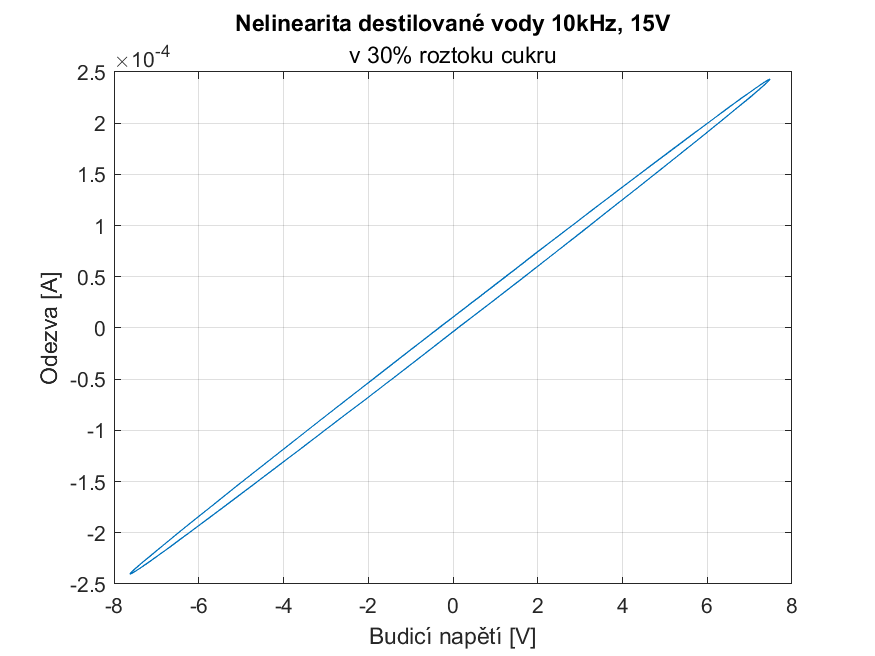 Nelinearita destilované vody 10kHz, 15V
v 30% roztoku cukru
×10-4
2.5
2
1.5
1
0.5
0
-0.5
-1
-1.5
-2
-2.5
-8 -6 -4 -2 0 2 4 6 8
Odezva [A]
Budicí napětí [V]